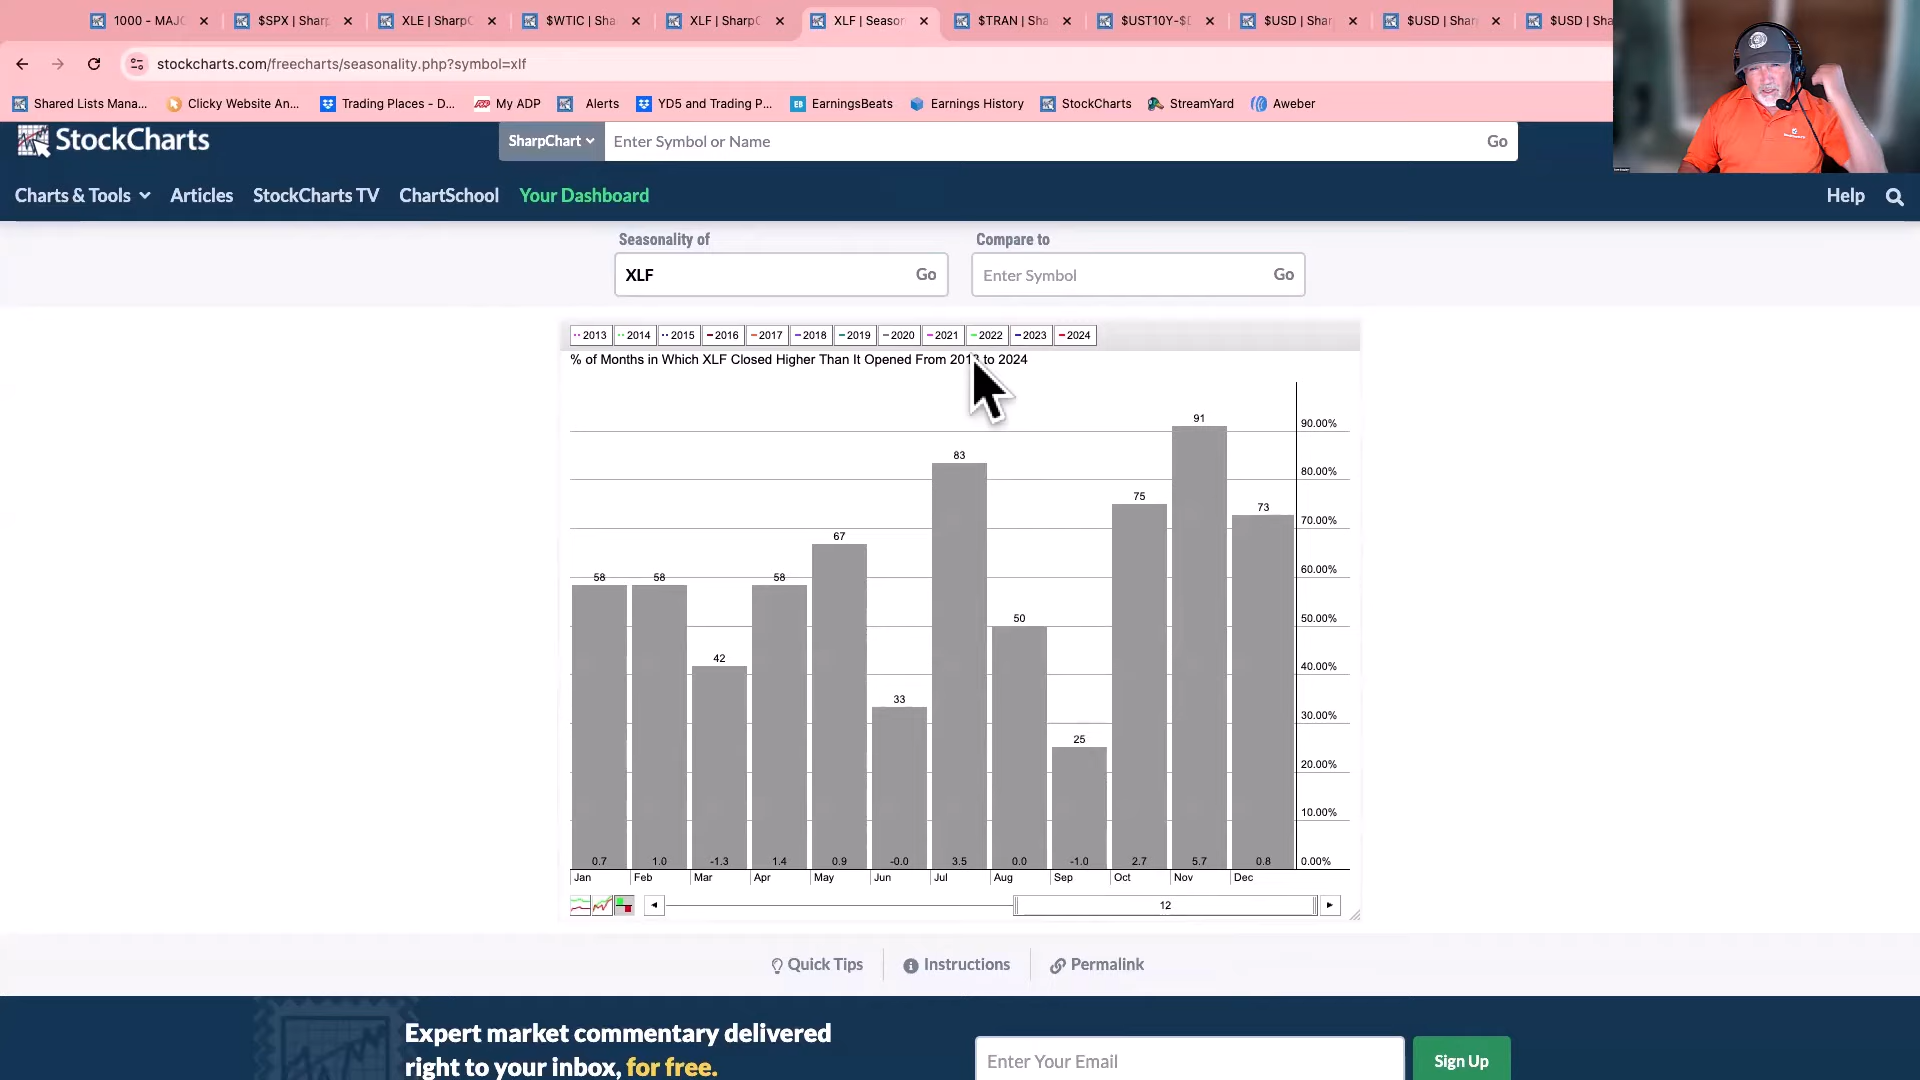 1000 - MAJC
$SPX | Sharp
XLE | SharpC
$WTIC | Sha
XLF | SharpC
XLF | Season
$TRAN | Sha
$UST10Y-$D
$USD | Shar
$USD | Shar
$USD | Sha
stockcharts.com/freecharts/seasonality.php?symbol=xlf
Shared Lists Mana...
Clicky Website An...
Trading Places - D...
My ADP
Alerts
YD5 and Trading P...
EB EarningsBeats
Earnings History
StockCharts
StreamYard
Aweber
StockCharts
SharpChart
Enter Symbol or Name
Go
Charts & Tools
Articles
StockCharts TV
ChartSchool
Your Dashboard
Help
Seasonality of
Compare to
XLF
Go
Enter Symbol
Go
2013 2014 2015 2016 2017 2018 2019 2020 2021 2022 2023 2024
% of Months in Which XLF Closed Higher Than It Opened From 2013 to 2024
91
90.00%
83
80.00%
75
73
70.00%
67
60.00%
58 58 58
50
50.00%
42
40.00%
33
30.00%
25
20.00%
10.00%
0.7 1.0 -1.3 1.4 0.9 -0.0 3.5 0.0 -1.0 2.7 5.7 0.8
0.00%
Jan Feb Mar Apr May Jun Jul Aug Sep Oct Nov Dec
12
Quick Tips
Instructions
Permalink
Expert market commentary delivered
right to your inbox, for free.
Enter Your Email
Sign Up